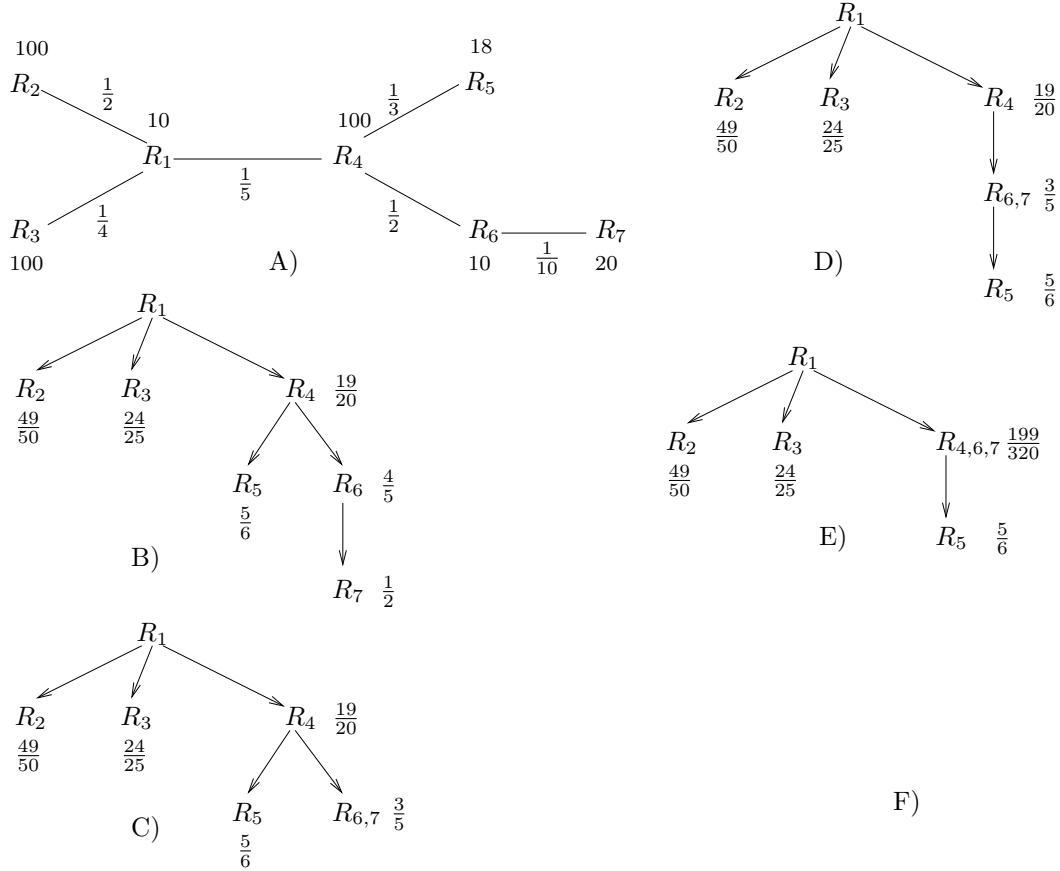 100
R2
1/2
10
R1
R3
1/4
100
1/5
100
R4
1/3
18
R5
1/2
R6
10
1/10
R7
20
A)
R1
R2
49/50
R3
24/25
R4 19/20
R5
5/6
R6 4/5
R7 1/2
B)
R1
R2
49/50
R3
24/25
R4 19/20
R5
5/6
R6,7 3/5
C)
R1
R2
49/50
R3
24/25
R4 19/20
R6,7 3/5
R5 5/6
D)
R1
R2
49/50
R3
24/25
R4,6,7 199/320
R5 5/6
E)
F)